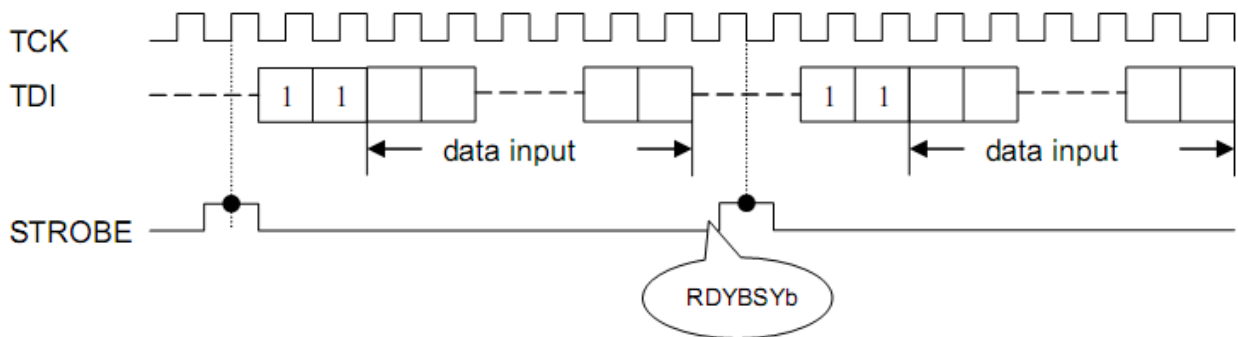 TCK
TDI
1 1
1 1
data input
data input
STROBE
RDYBSYb